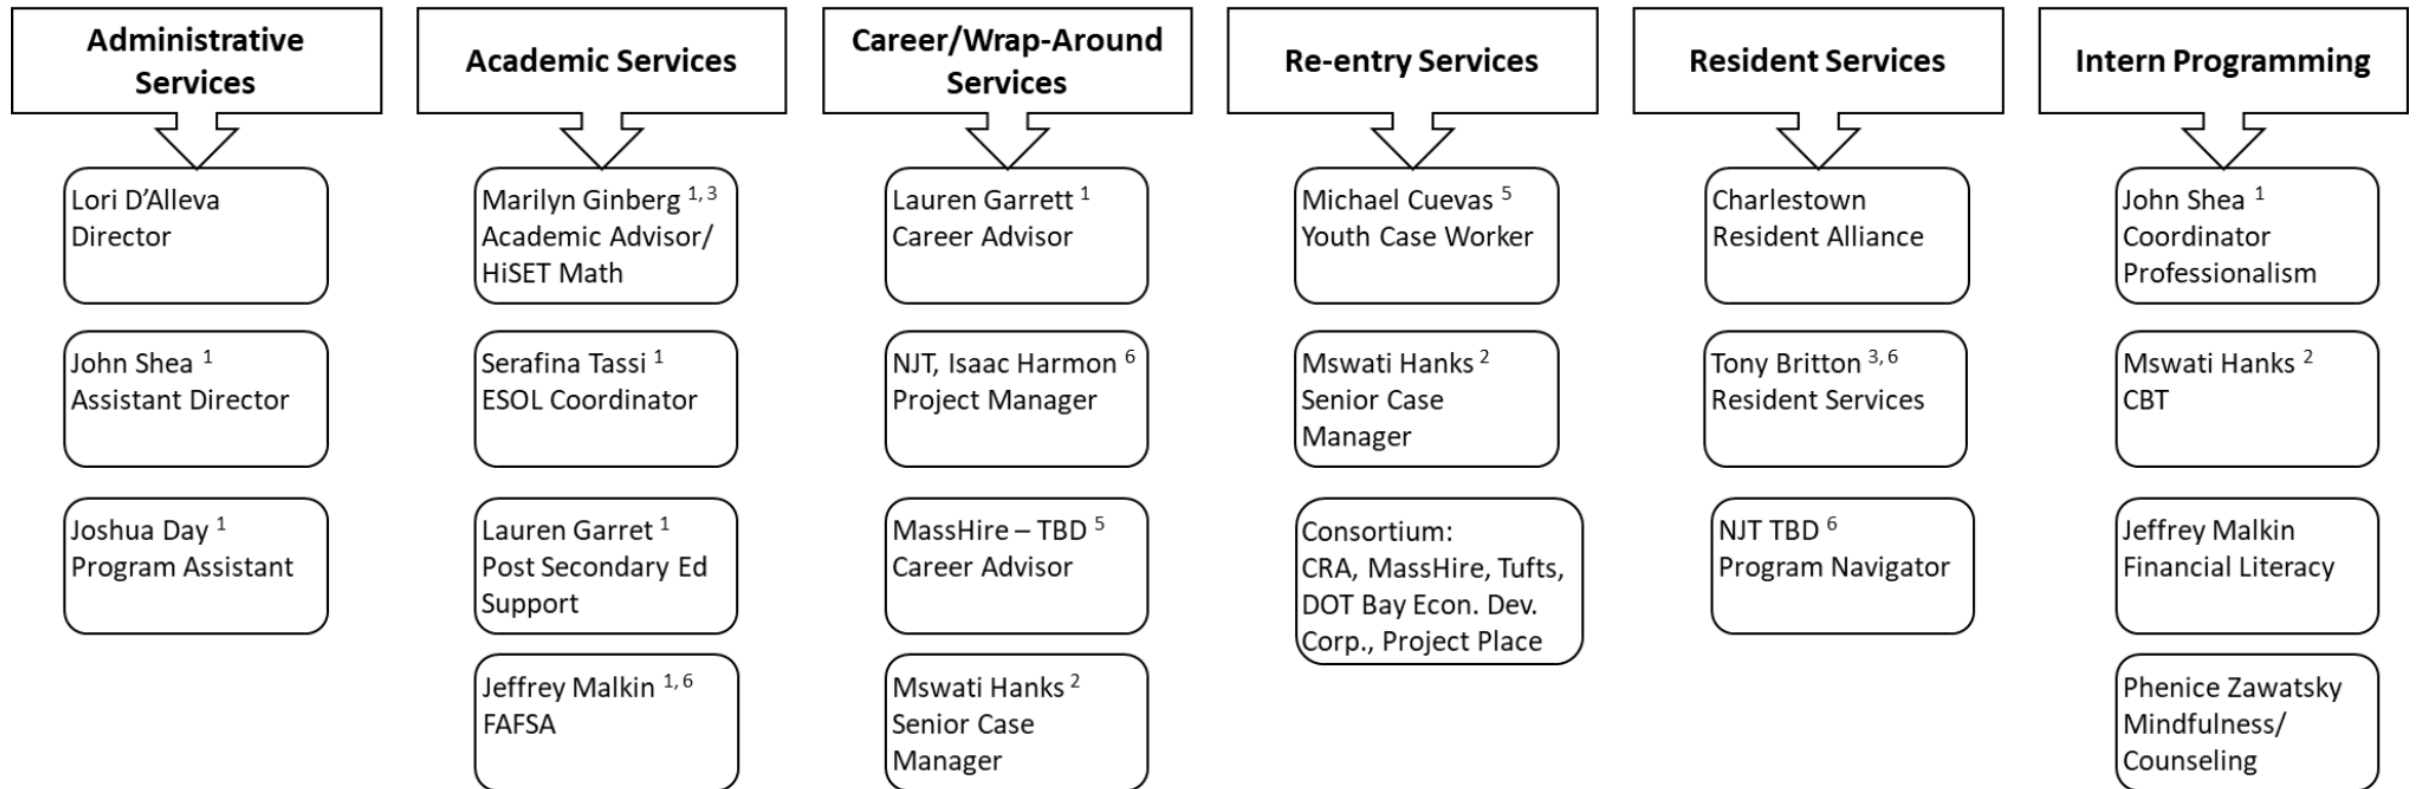 Administrative
Services
Lori D’Alleva
Director
John Shea 1
Assistant Director
Joshua Day 1
Program Assistant
Academic Services
Marilyn Ginberg 1, 3
Academic Advisor/
HiSET Math
Serafina Tassi 1
ESOL Coordinator
Lauren Garret 1
Post Secondary Ed
Support
Jeffrey Malkin 1, 6
FAFSA
Career/Wrap-Around
Services
Lauren Garrett 1
Career Advisor
NJT, Isaac Harmon 6
Project Manager
MassHire – TBD 5
Career Advisor
Mswati Hanks 2
Senior Case
Manager
Re-entry Services
Michael Cuevas 5
Youth Case Worker
Mswati Hanks 2
Senior Case
Manager
Consortium:
CRA, MassHire, Tufts,
DOT Bay Econ. Dev.
Corp., Project Place
Resident Services
Charlestown
Resident Alliance
Tony Britton 3, 6
Resident Services
NJT TBD 6
Program Navigator
Intern Programming
John Shea 1
Coordinator
Professionalism
Mswati Hanks 2
CBT
Jeffrey Malkin
Financial Literacy
Phenice Zawatsky
Mindfulness/
Counseling